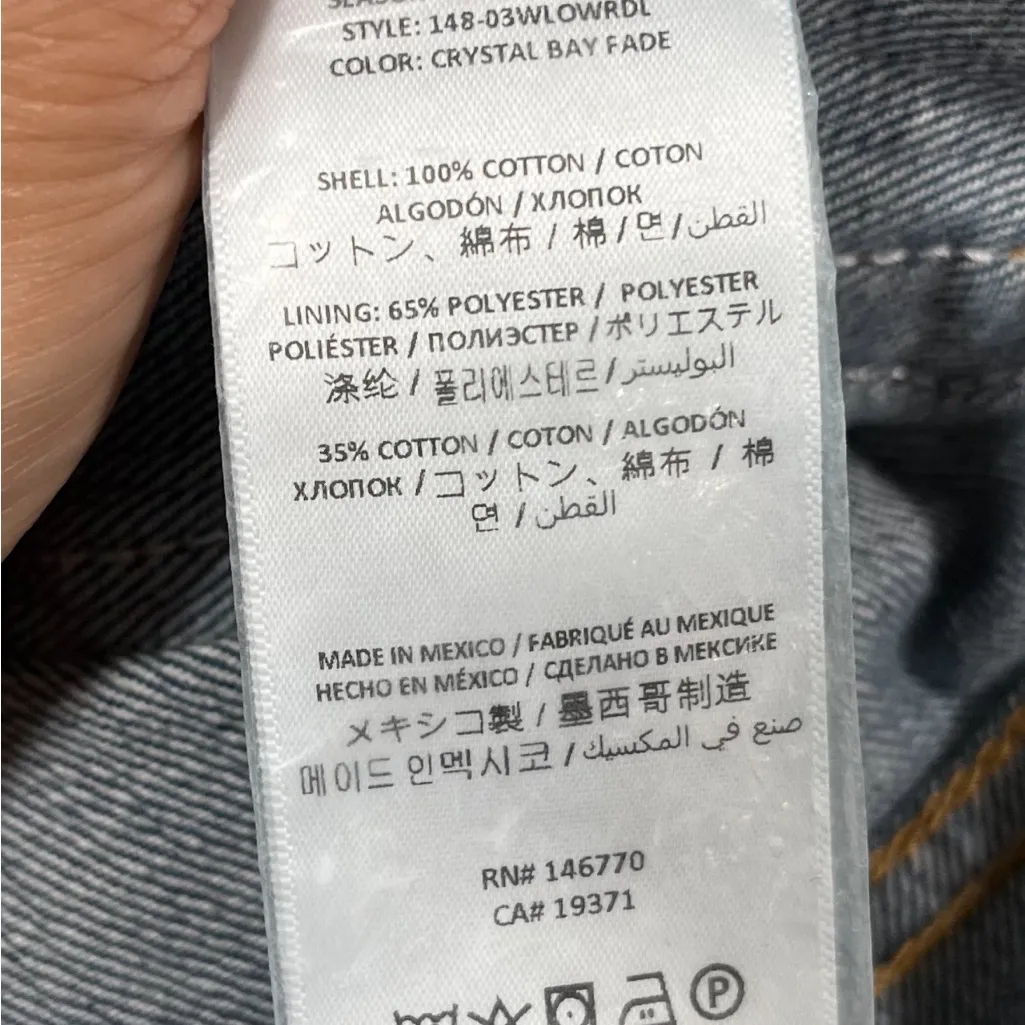 STYLE: 148-03WLOWRDL
COLOR: CRYSTAL BAY FADE
SHELL: 100% COTTON / COTON
ALGODÓN / ХЛОПОК
コットン、綿布 / 棉 / 면 / القطن
LINING: 65% POLYESTER / POLYESTER
POLIÉSTER / ПОЛИЭСТЕР / ポリエステル
涤纶 / 폴리에스테르 / البوليستر
35% COTTON / COTON / ALGODÓN
ХЛОПОК / コットン、綿布 / 棉
면 / القطن
MADE IN MEXICO / FABRIQUÉ AU MEXIQUE
HECHO EN MÉXICO / СДЕЛАНО В МЕКСИКЕ
メキシコ製 / 墨西哥制造
메이드 인멕시코 / صنع في المكسيك
RN# 146770
CA# 19371
P